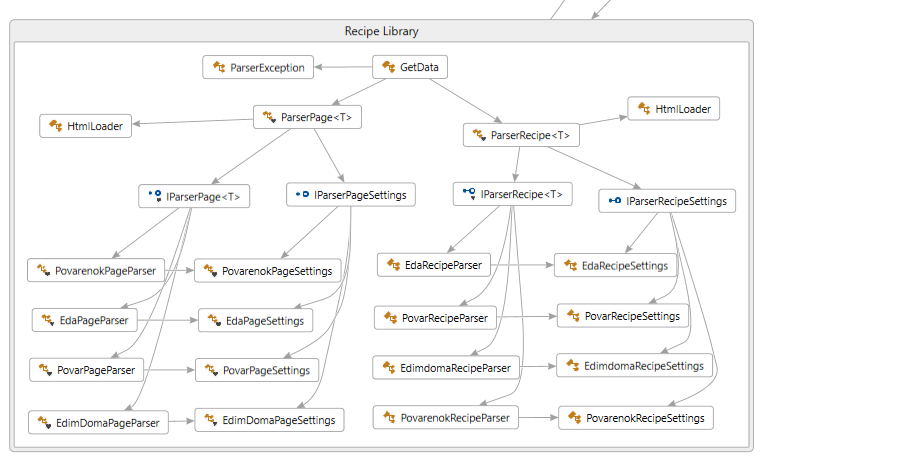 Recipe Library
ParserException
GetData
HtmlLoader
ParserPage<T>
ParserRecipe<T>
HtmlLoader
IParserPage<T>
IParserPageSettings
IParserRecipe<T>
IParserRecipeSettings
PovarenokPageParser
PovarenokPageSettings
EdaRecipeParser
EdaRecipeSettings
EdaPageParser
EdaPageSettings
PovarRecipeParser
PovarRecipeSettings
PovarPageParser
PovarPageSettings
EdimdomaRecipeParser
EdimdomaRecipeSettings
EdimDomaPageParser
EdimDomaPageSettings
PovarenokRecipeParser
PovarenokRecipeSettings